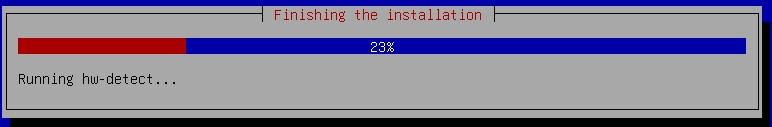 Finishing the installation
23%
Running hw-detect...